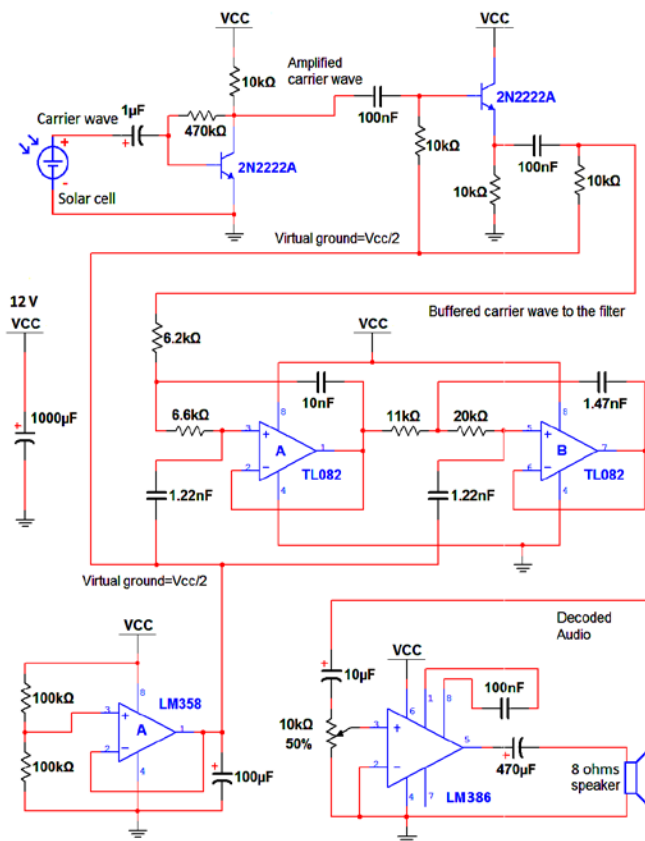 VCC
VCC
Amplified
carrier wave
10kΩ
Carrier wave
1µF
+
470kΩ
100nF
2N2222A
+
2N2222A
10kΩ
100nF
-
Solar cell
10kΩ
10kΩ
Virtual ground=Vcc/2
12 V
VCC
Buffered carrier wave to the filter
VCC
6.2kΩ
10nF
1.47nF
+
1000µF
6.6kΩ
8
11kΩ
20kΩ
8
3
+
A
1
5
+
B
7
2
-
TL082
6
-
TL082
1.22nF
4
1.22nF
4
Virtual ground=Vcc/2
Decoded
Audio
VCC
VCC
+
10µF
100nF
100kΩ
8
LM358
1
8
3
+
A
1
10kΩ
50%
6
3
+
5
+
2
-
100kΩ
4
+
100µF
2
-
470µF
8 ohms
speaker
4
7
LM386